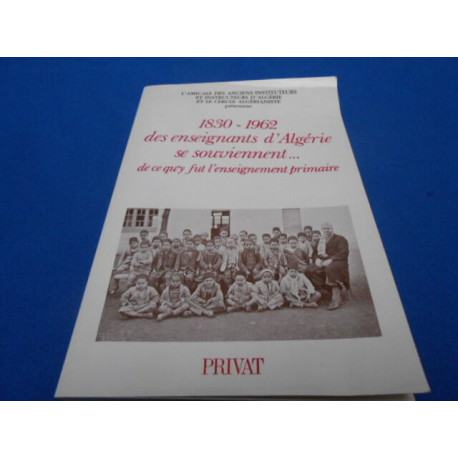 L'AMICALE DES ANCIENS INSTITUTEURS
ET INSTRUCTEURS D'ALGÉRIE
ET LE CERCLE ALGÉRIANISTE
présentent
1830 - 1962
des enseignants d'Algérie
se souviennent...
de ce qu'y fut l'enseignement primaire
PRIVAT